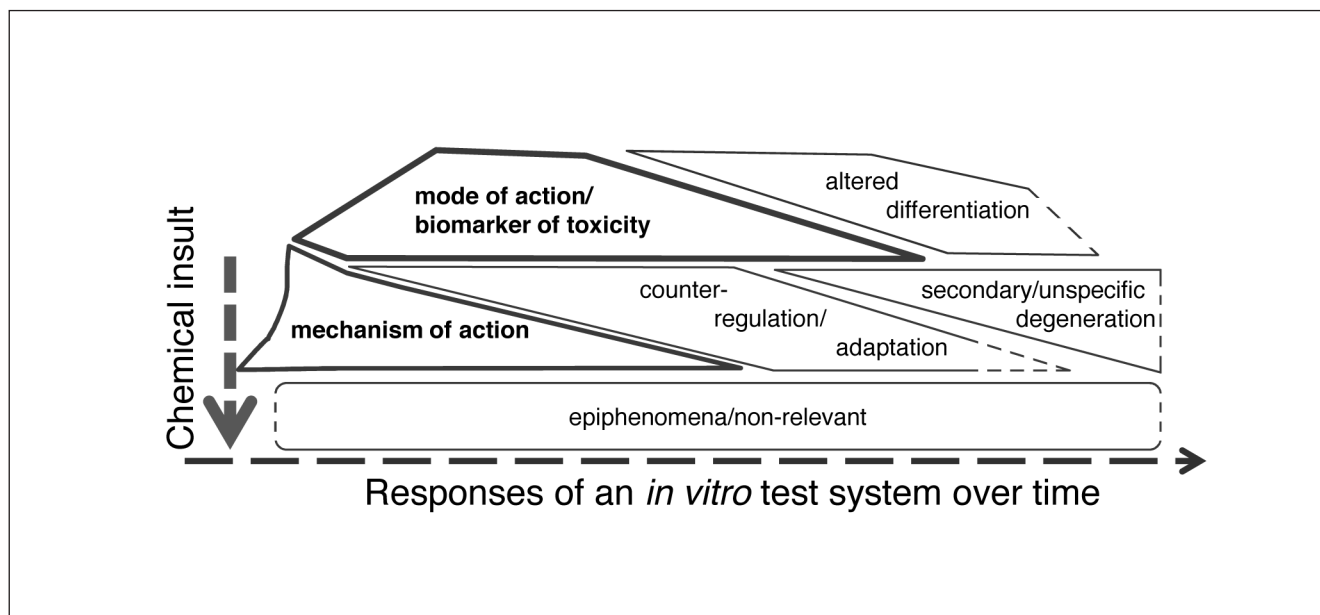 mode of action/
biomarker of toxicity
altered
differentiation
Chemical insult
mechanism of action
counter-
regulation/
adaptation
secondary/unspecific
degeneration
epiphenomena/non-relevant
Responses of an in vitro test system over time